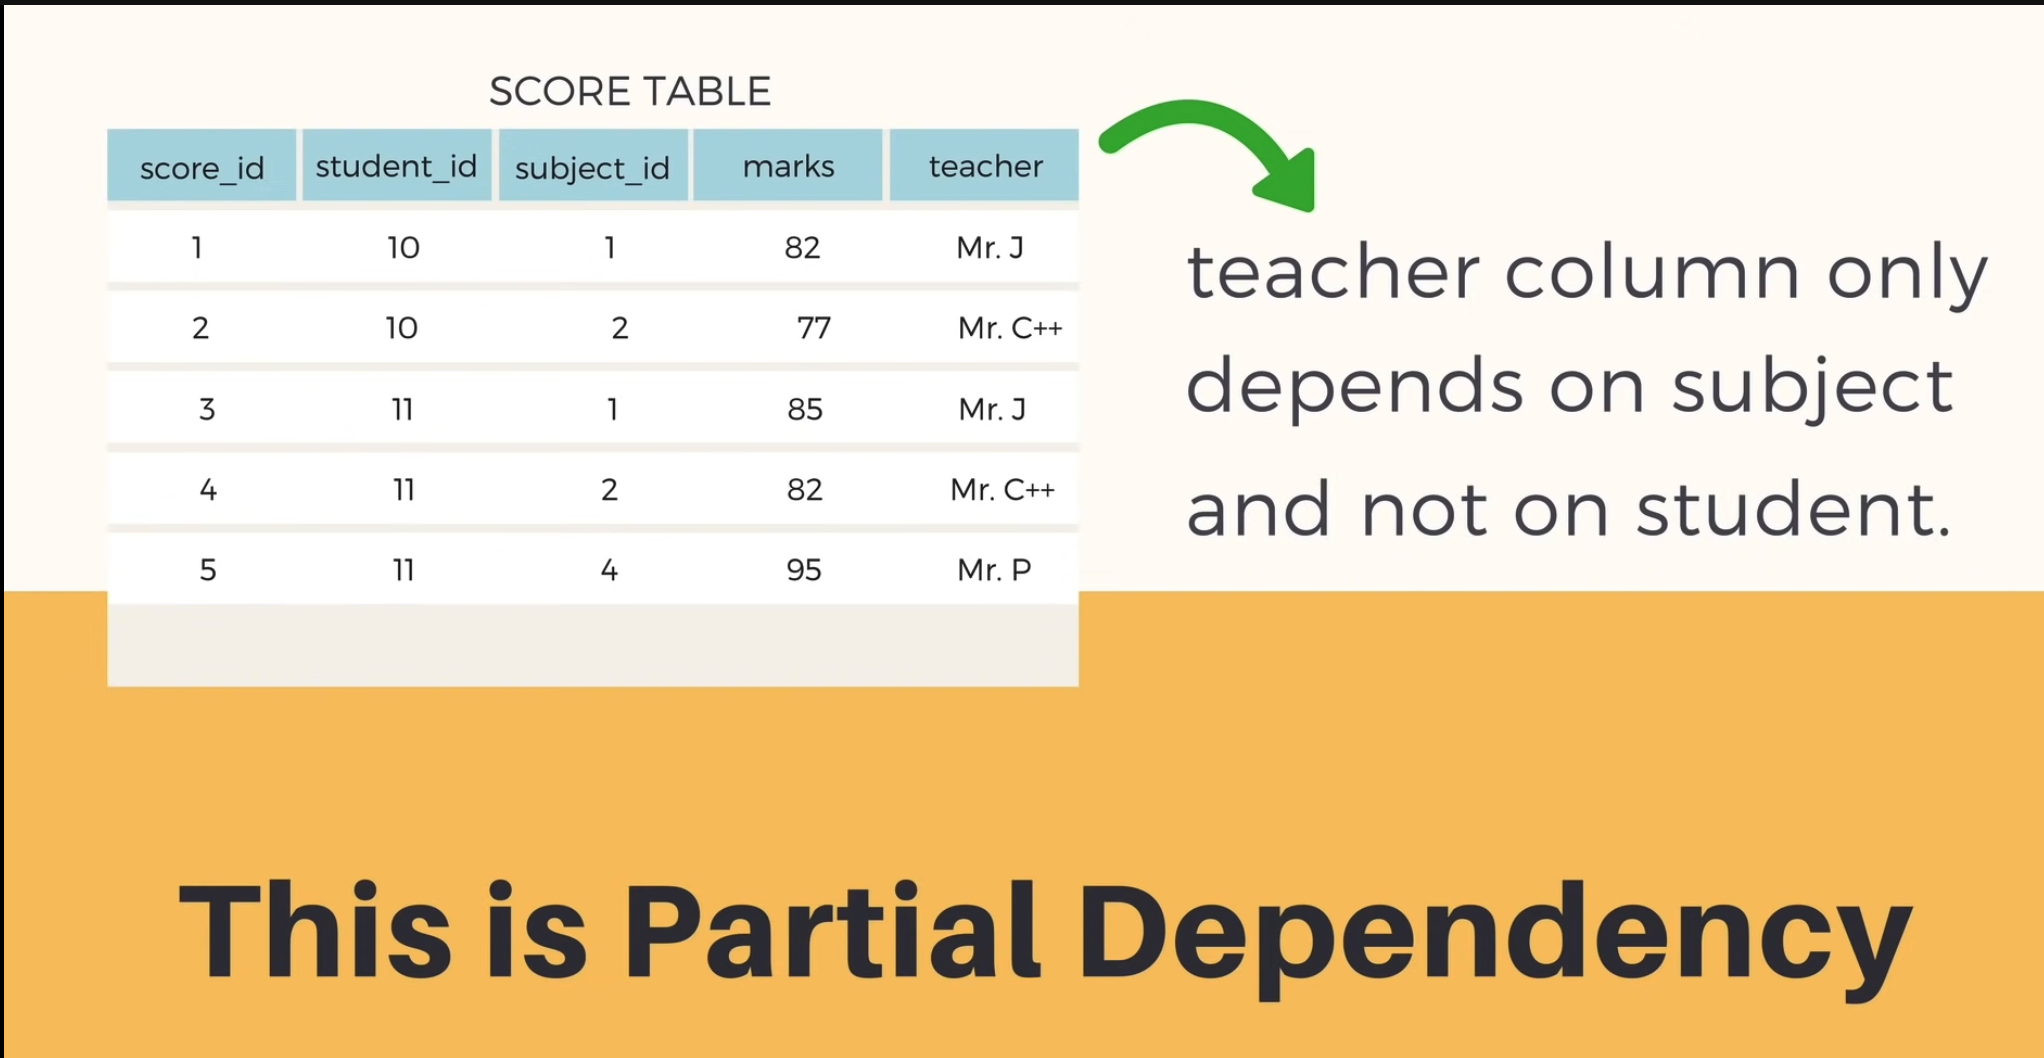 SCORE TABLE
score_id student_id subject_id marks teacher
1 10 1 82 Mr. J
2 10 2 77 Mr. C++
3 11 1 85 Mr. J
4 11 2 82 Mr. C++
5 11 4 95 Mr. P
teacher column only
depends on subject
and not on student.
This is Partial Dependency